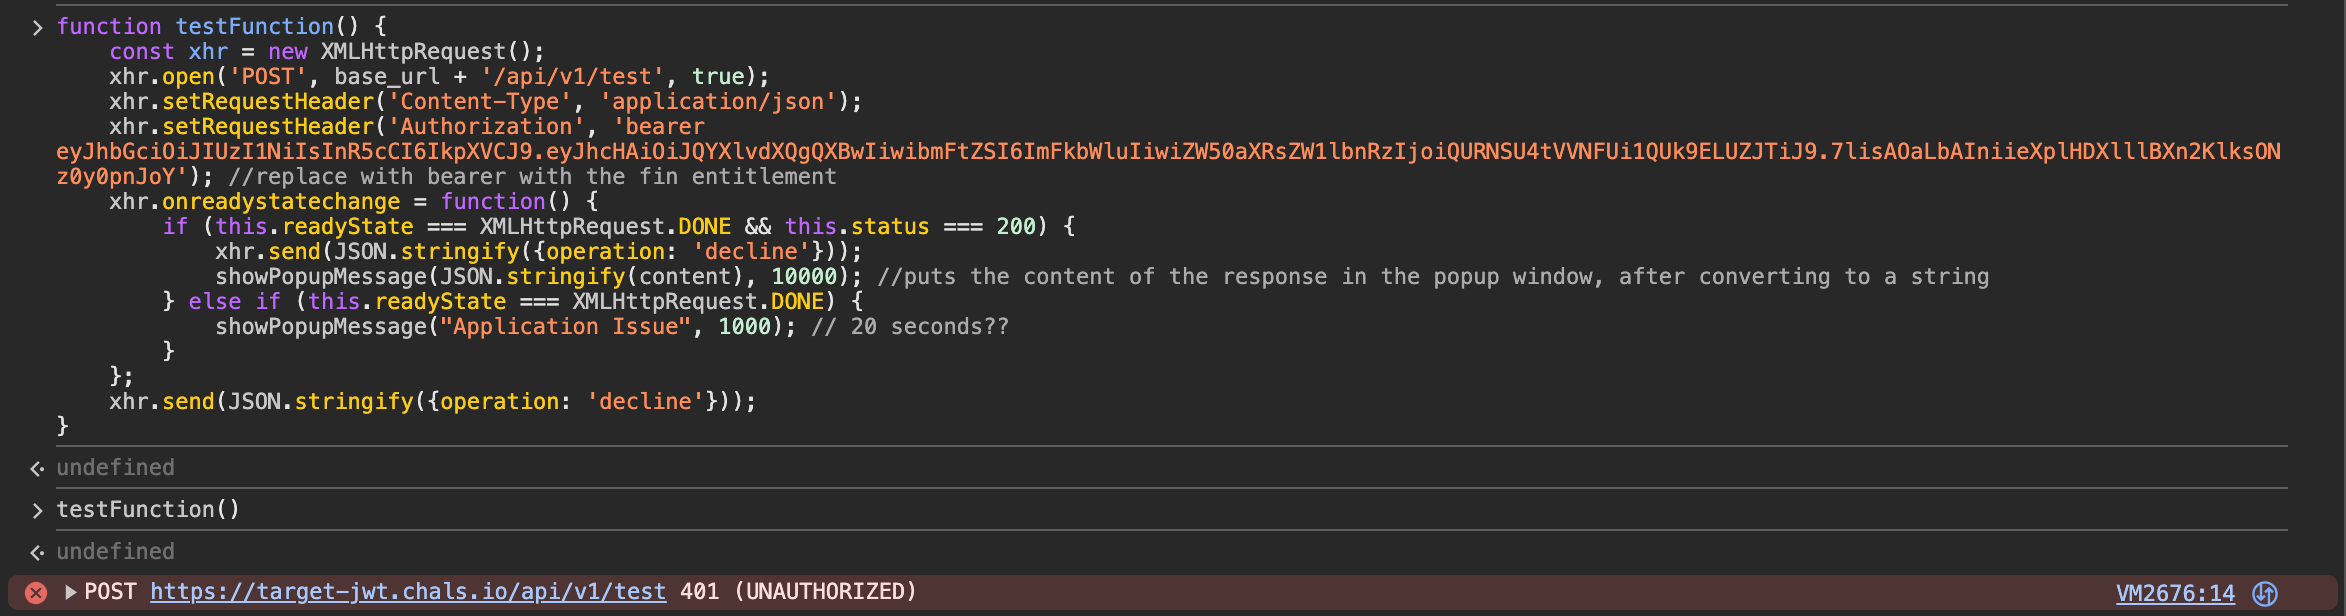 function testFunction() {
const xhr = new XMLHttpRequest();
xhr.open('POST', base_url + '/api/v1/test', true);
xhr.setRequestHeader('Content-Type', 'application/json');
xhr.setRequestHeader('Authorization', 'bearer
eyJhbGciOiJIUzI1NiIsInR5cCI6IkpXVCJ9.eyJhcHAiOiJQYXlvdXQgQXBwIiwibmFtZSI6ImFkbWluIiwiZW50aXRsZW1lbnRzIjoiQURNSU4tVVNFUi1QUk9ELUZJTiJ9.7lisAOaLbAIniieXplHDXlllBXn2KlksON
z0y0pnJoY'); //replace with bearer with the fin entitlement
xhr.onreadystatechange = function() {
if (this.readyState === XMLHttpRequest.DONE && this.status === 200) {
xhr.send(JSON.stringify({operation: 'decline'}));
showPopupMessage(JSON.stringify(content), 10000); //puts the content of the response in the popup window, after converting to a string
} else if (this.readyState === XMLHttpRequest.DONE) {
showPopupMessage("Application Issue", 1000); // 20 seconds??
}
};
xhr.send(JSON.stringify({operation: 'decline'}));
}
undefined
testFunction()
undefined
POST https://target-jwt.chals.io/api/v1/test 401 (UNAUTHORIZED) VM2676:14